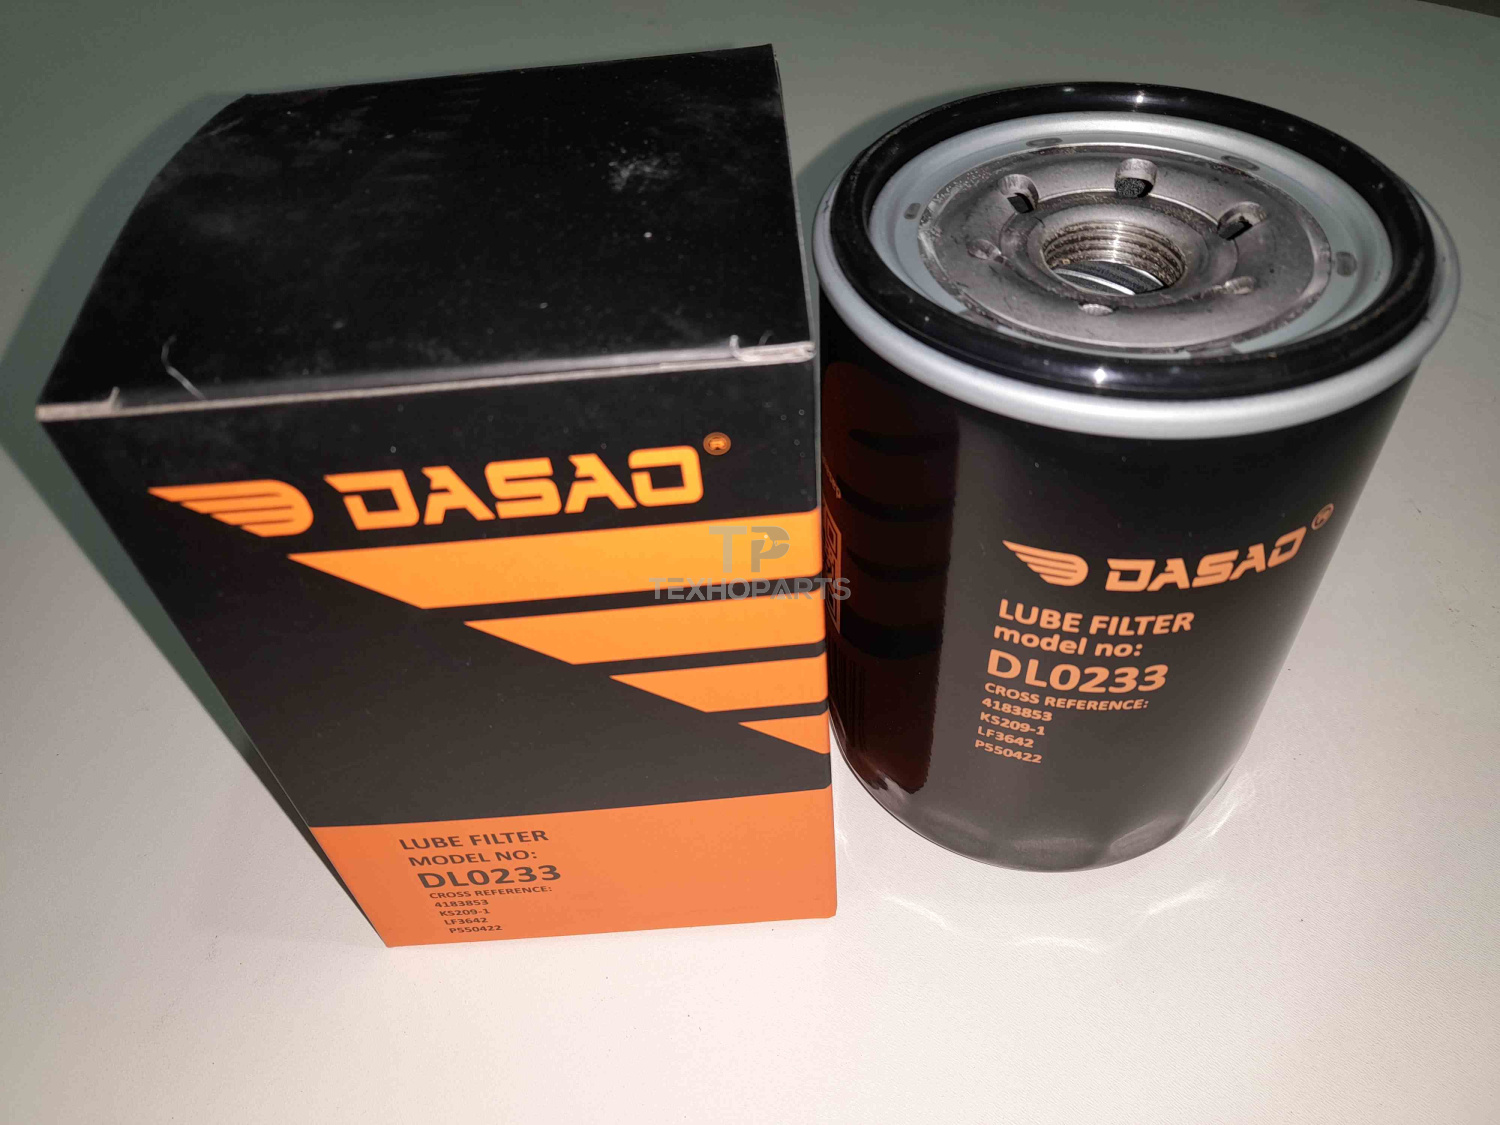 DASAO®
LUBE FILTER
MODEL NO:
DL0233
CROSS REFERENCE:
4183853
KS209-1
LF3642
P550422
TP
ТЕХНОPARTS
DASAO®
LUBE FILTER
model no:
DL0233
CROSS REFERENCE:
4183853
KS209-1
LF3642
P550422